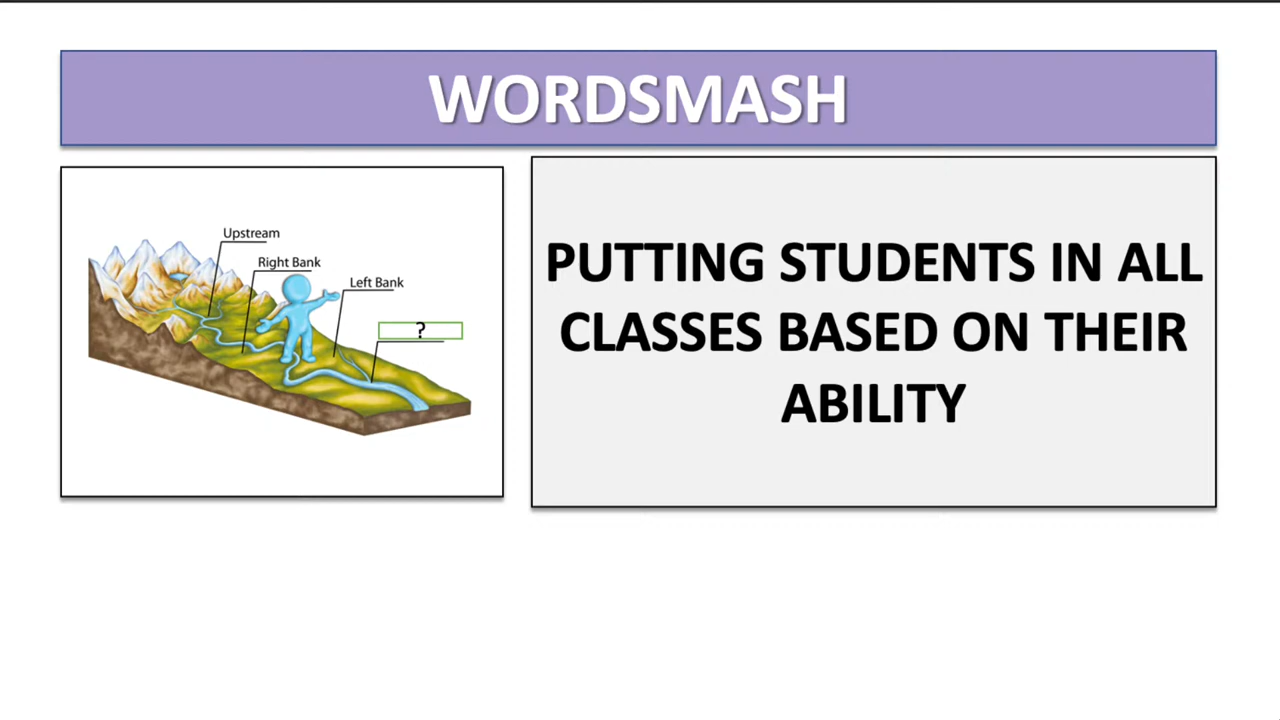 WORDSMASH
Upstream
Right Bank
Left Bank
?
PUTTING STUDENTS IN ALL
CLASSES BASED ON THEIR
ABILITY